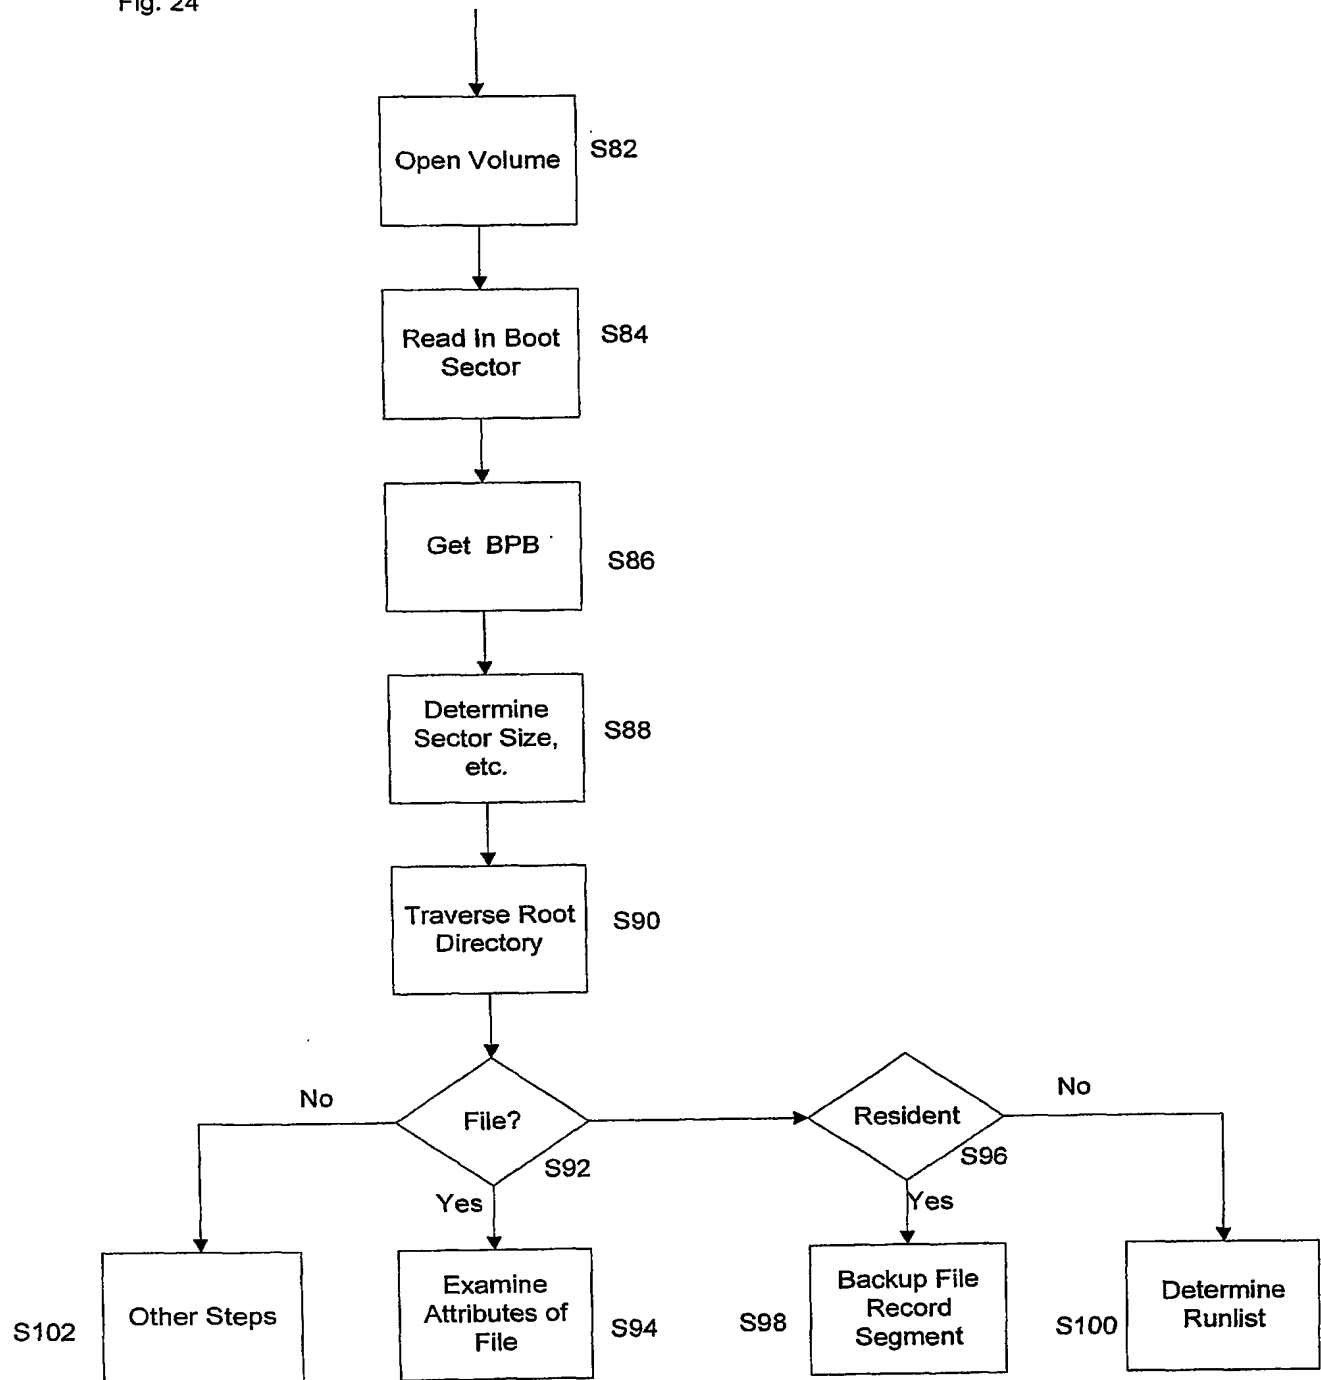 Fig. 24
Open Volume
S82
Read In Boot
Sector
S84
Get BPB
S86
Determine
Sector Size,
etc.
S88
Traverse Root
Directory
S90
No
File?
S92
Yes
Resident
S96
No
Yes
Other Steps
S102
Examine
Attributes of
File
S94
Backup File
Record
Segment
S98
Determine
Runlist
S100